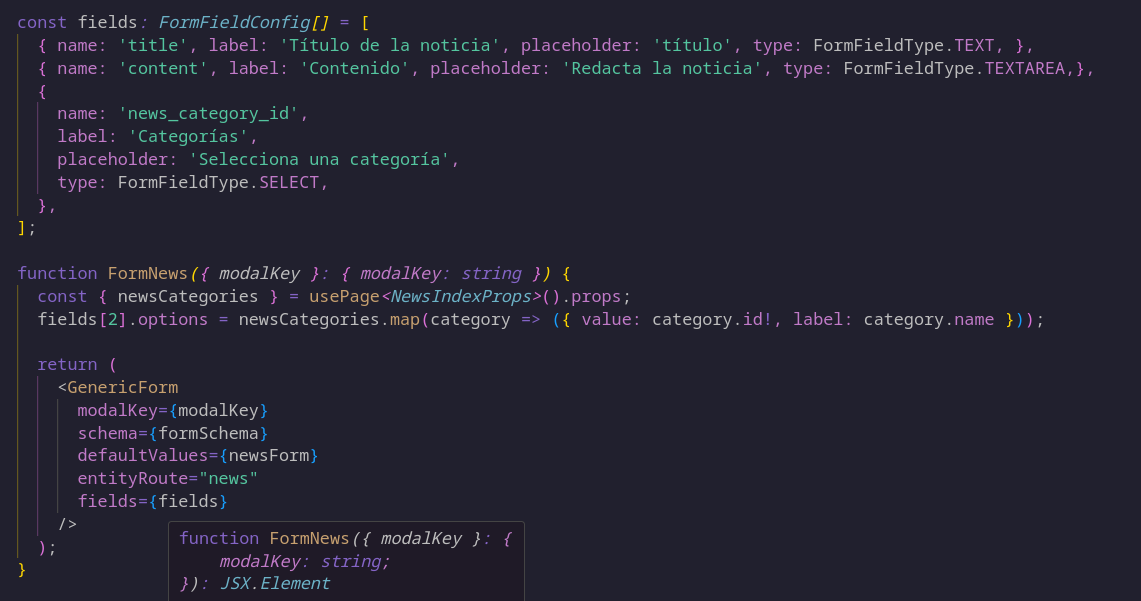 const fields: FormFieldConfig[] = [
{ name: 'title', label: 'Título de la noticia', placeholder: 'título', type: FormFieldType.TEXT, },
{ name: 'content', label: 'Contenido', placeholder: 'Redacta la noticia', type: FormFieldType.TEXTAREA,},
{
name: 'news_category_id',
label: 'Categorías',
placeholder: 'Selecciona una categoría',
type: FormFieldType.SELECT,
},
];
function FormNews({ modalKey }: { modalKey: string }) {
const { newsCategories } = usePage<NewsIndexProps>().props;
fields[2].options = newsCategories.map(category => ({ value: category.id!, label: category.name }));
return (
<GenericForm
modalKey={modalKey}
schema={formSchema}
defaultValues={newsForm}
entityRoute="news"
fields={fields}
/>
);
}
function FormNews({ modalKey }: {
modalKey: string;
}): JSX.Element